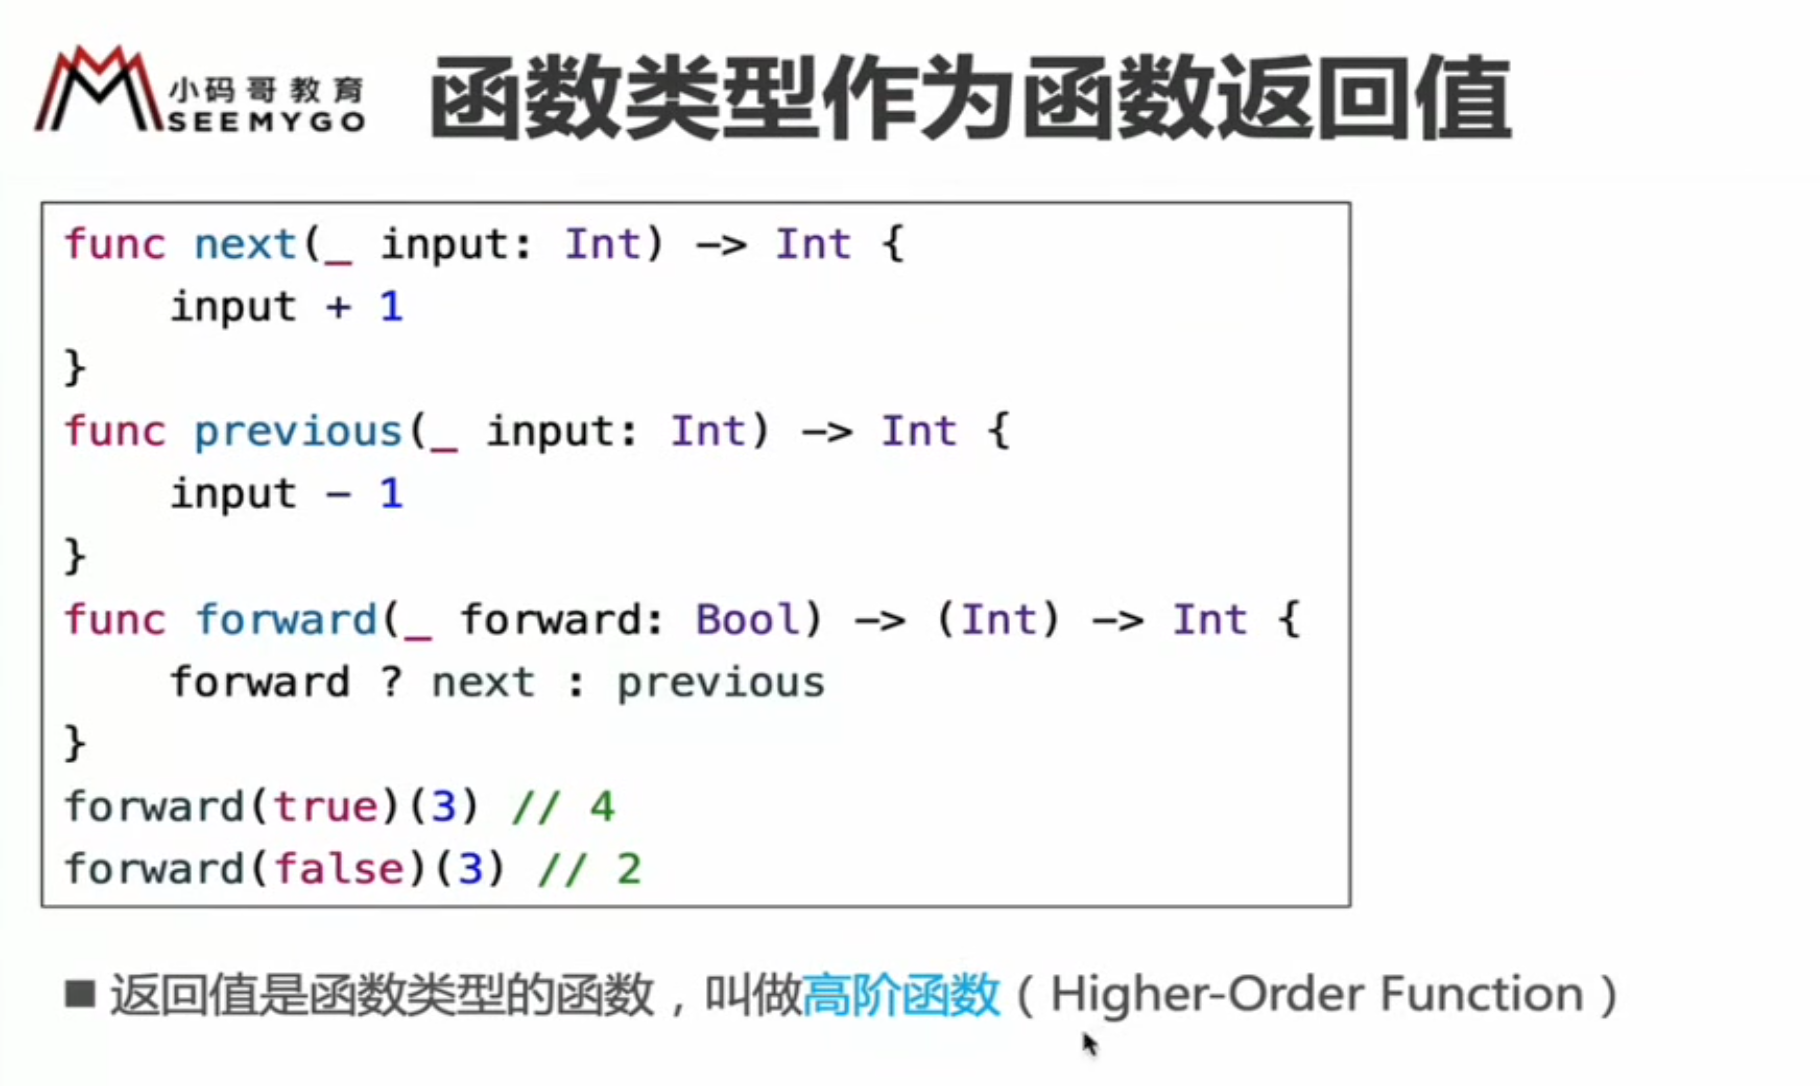 小码哥教育
SEEMYGO
函数类型作为函数返回值
func next(_ input: Int) -> Int {
    input + 1
}
func previous(_ input: Int) -> Int {
    input - 1
}
func forward(_ forward: Bool) -> (Int) -> Int {
    forward ? next : previous
}
forward(true)(3) // 4
forward(false)(3) // 2
■ 返回值是函数类型的函数，叫做高阶函数（Higher-Order Function）